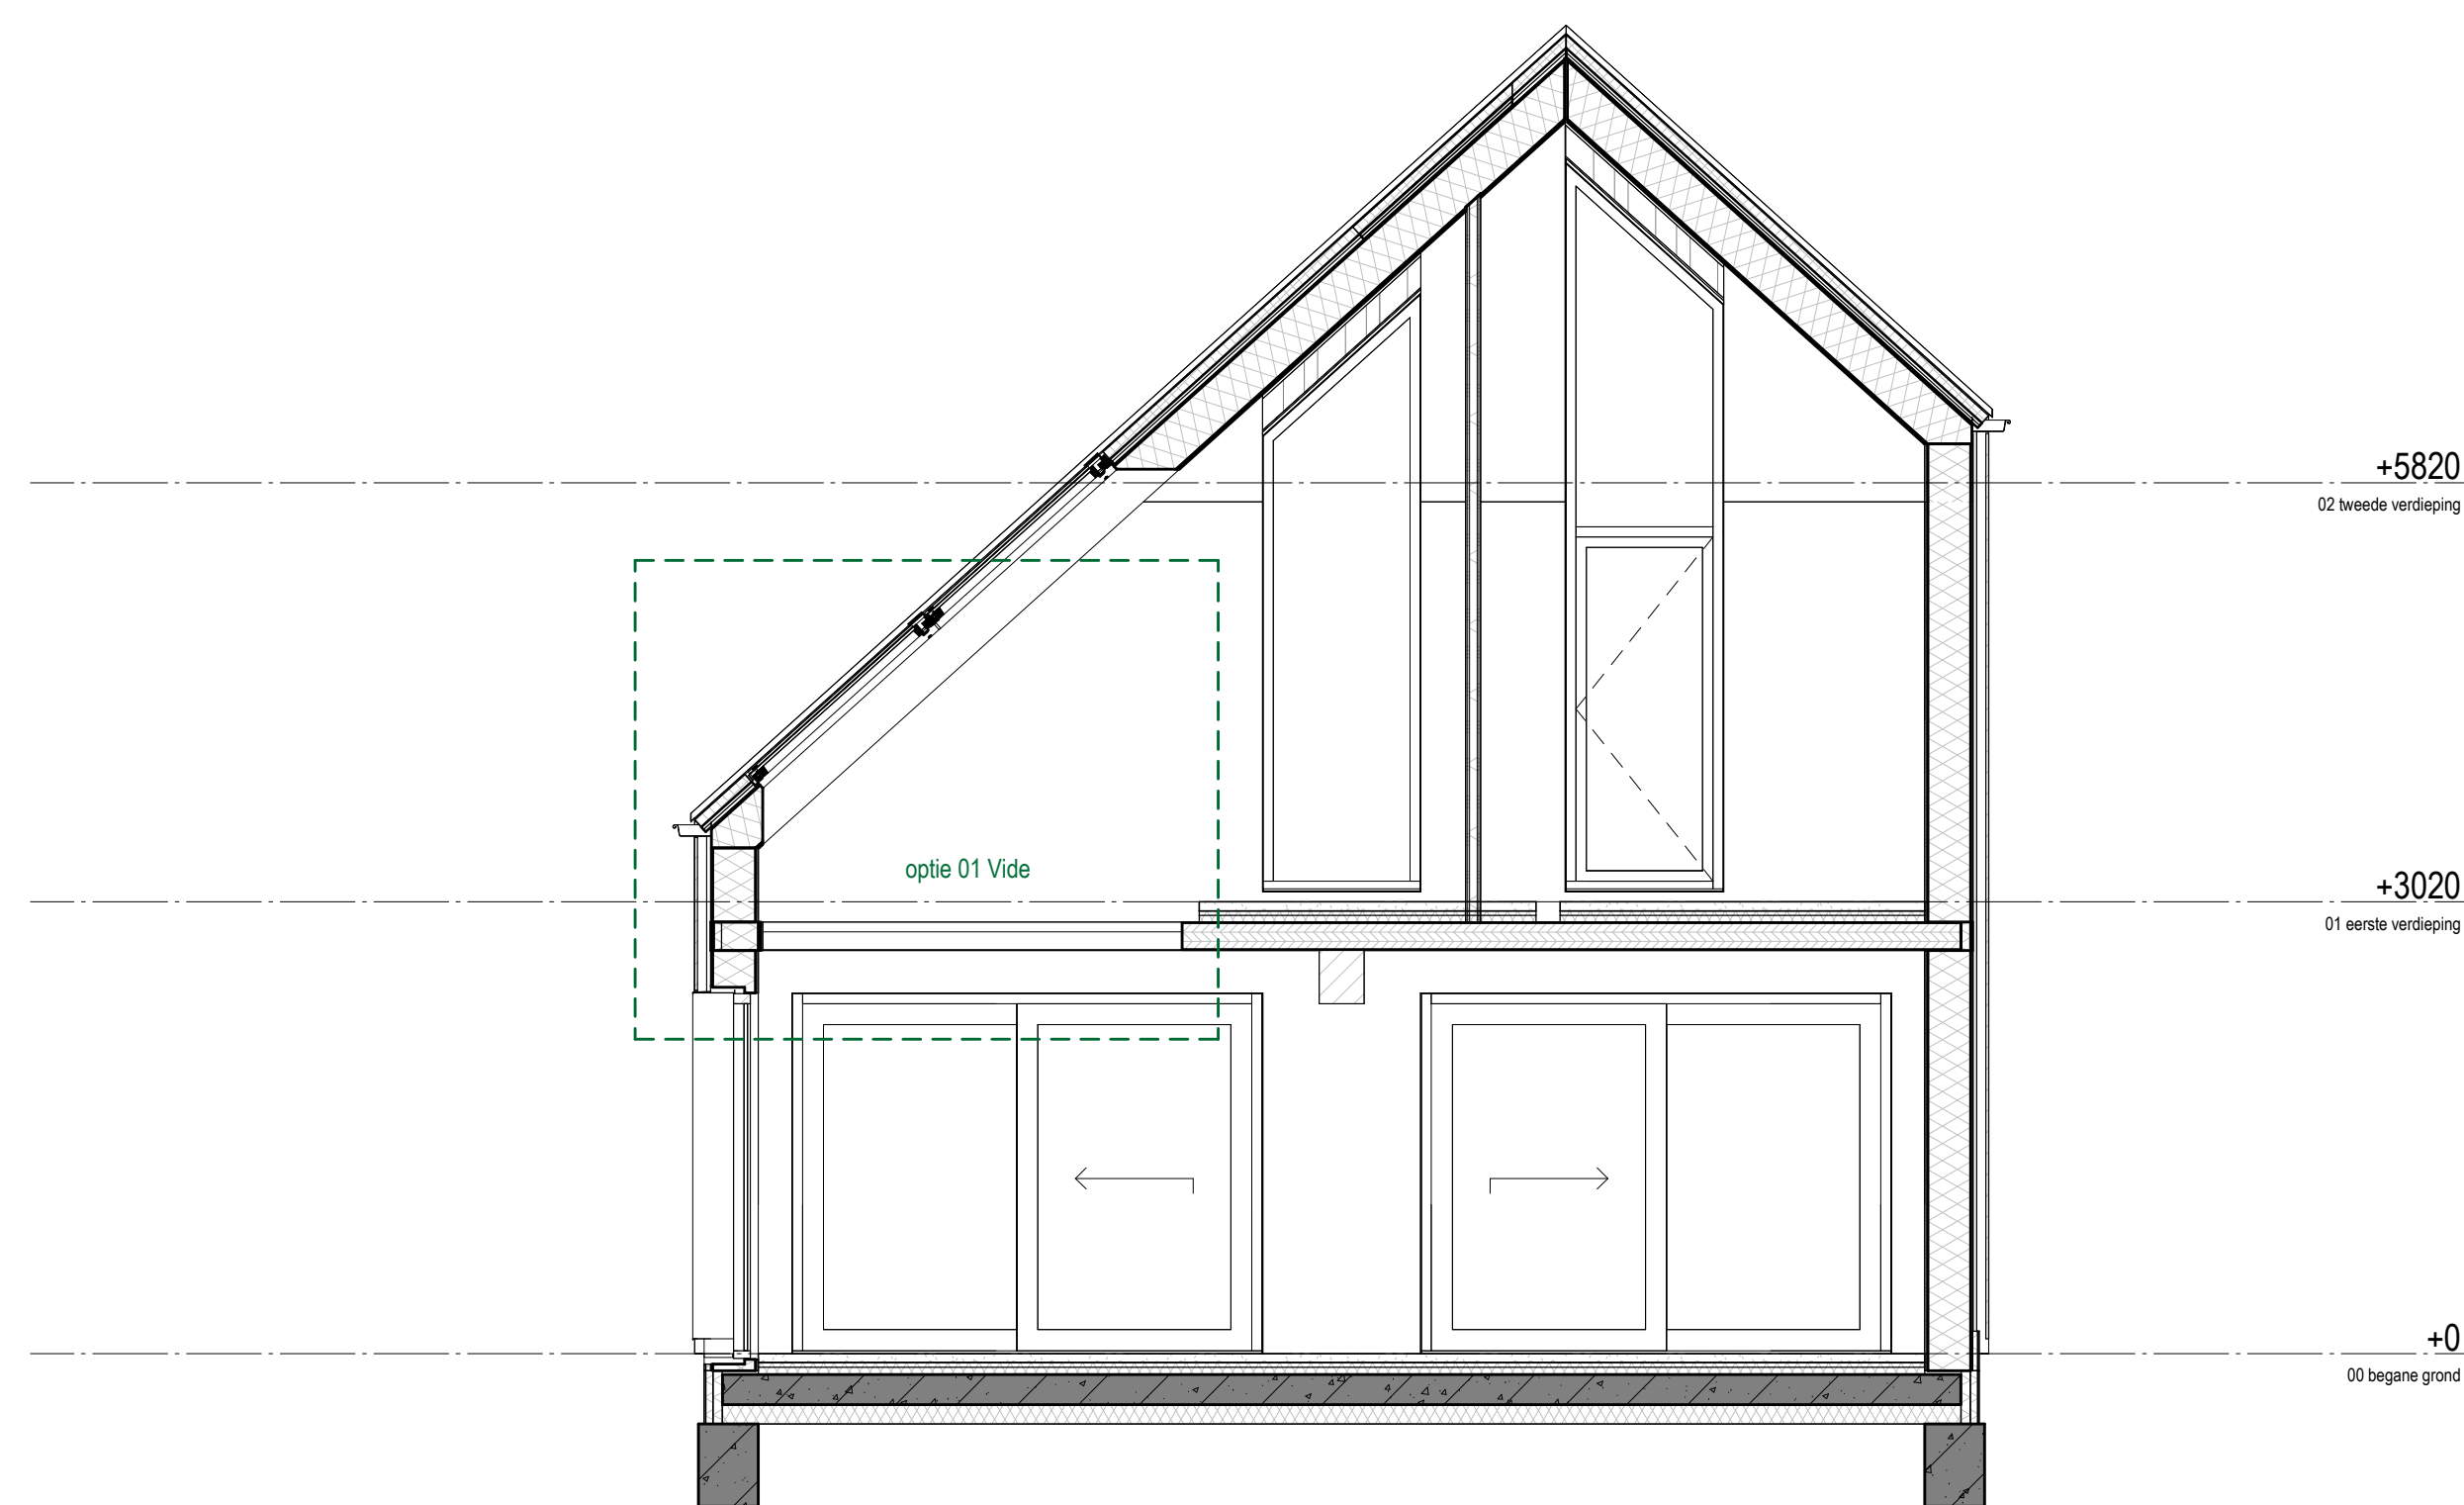 +5820
02 tweede verdieping
optie 01 Vide
+3020
01 eerste verdieping
+0
00 begane grond